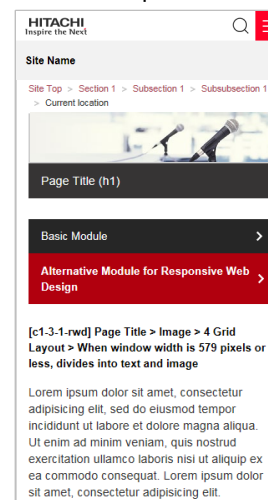 HITACHI
Inspire the Next
Site Name
Site Top > Section 1 > Subsection 1 > Subsubsection 1
> Current location
Page Title (h1)
Basic Module
Alternative Module for Responsive Web
Design
[c1-3-1-rwd] Page Title > Image > 4 Grid
Layout > When window width is 579 pixels or
less, divides into text and image
Lorem ipsum dolor sit amet, consectetur
adipisicing elit, sed do eiusmod tempor
incididunt ut labore et dolore magna aliqua.
Ut enim ad minim veniam, quis nostrud
exercitation ullamco laboris nisi ut aliquip ex
ea commodo consequat. Lorem ipsum dolor
sit amet, consectetur adipisicing elit.